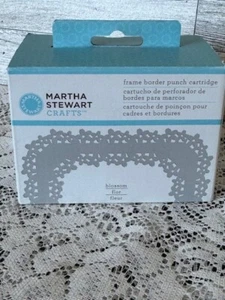 MARTHA
STEWART
CRAFTS
frame border punch cartridge
cartucho de perforador de
bordes para marcos
cartouche de poinçon pour
cadres et bordures
blossom
flor
fleur